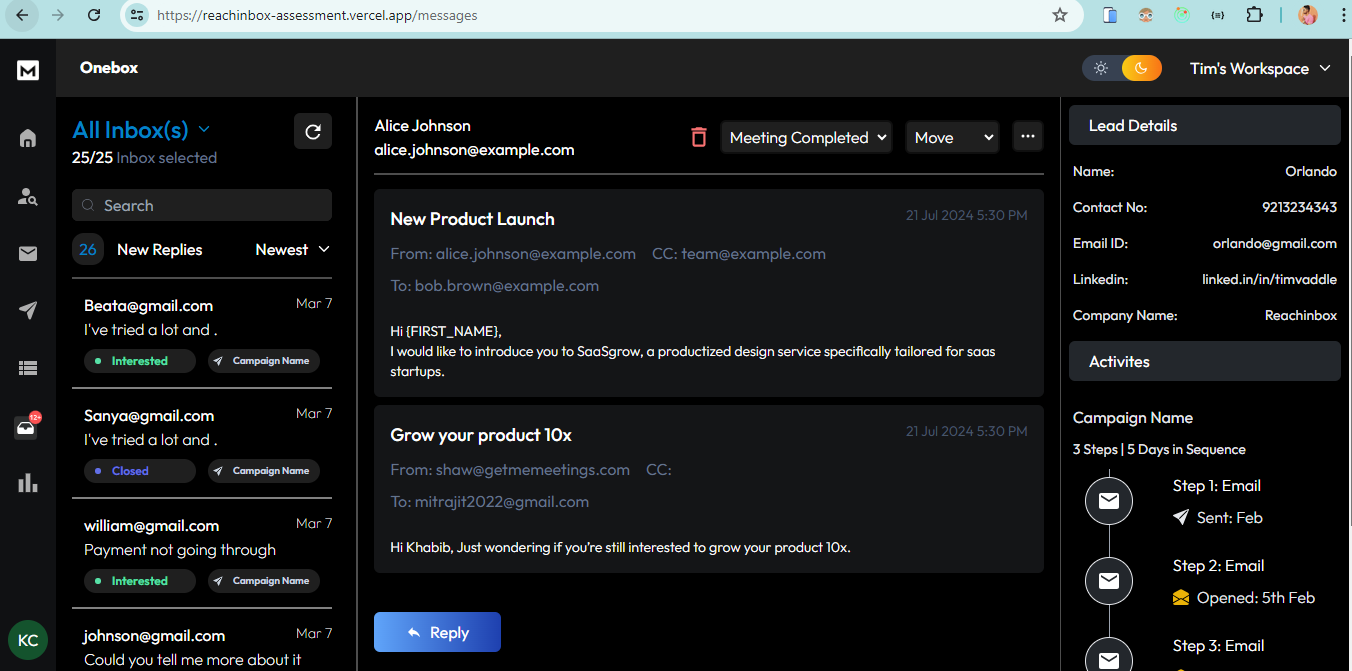 https://reachinbox-assessment.vercel.app/messages
M
Onebox
Tim's Workspace
All Inbox(s)
25/25 Inbox selected
Search
26 New Replies Newest
Beata@gmail.com Mar 7
I've tried a lot and .
Interested Campaign Name
Sanya@gmail.com Mar 7
I've tried a lot and .
Closed Campaign Name
william@gmail.com Mar 7
Payment not going through
Interested Campaign Name
johnson@gmail.com Mar 7
Could you tell me more about it
12+
KC
Alice Johnson
alice.johnson@example.com
Meeting Completed Move ...
New Product Launch 21 Jul 2024 5:30 PM
From: alice.johnson@example.com CC: team@example.com
To: bob.brown@example.com
Hi {FIRST_NAME},
I would like to introduce you to SaaSgrow, a productized design service specifically tailored for saas
startups.
Grow your product 10x 21 Jul 2024 5:30 PM
From: shaw@getmemeetings.com CC:
To: mitrajit2022@gmail.com
Hi Khabib, Just wondering if you're still interested to grow your product 10x.
Reply
Lead Details
Name: Orlando
Contact No: 9213234343
Email ID: orlando@gmail.com
Linkedin: linked.in/in/timvaddle
Company Name: Reachinbox
Activites
Campaign Name
3 Steps | 5 Days in Sequence
Step 1: Email
Sent: Feb
Step 2: Email
Opened: 5th Feb
Step 3: Email